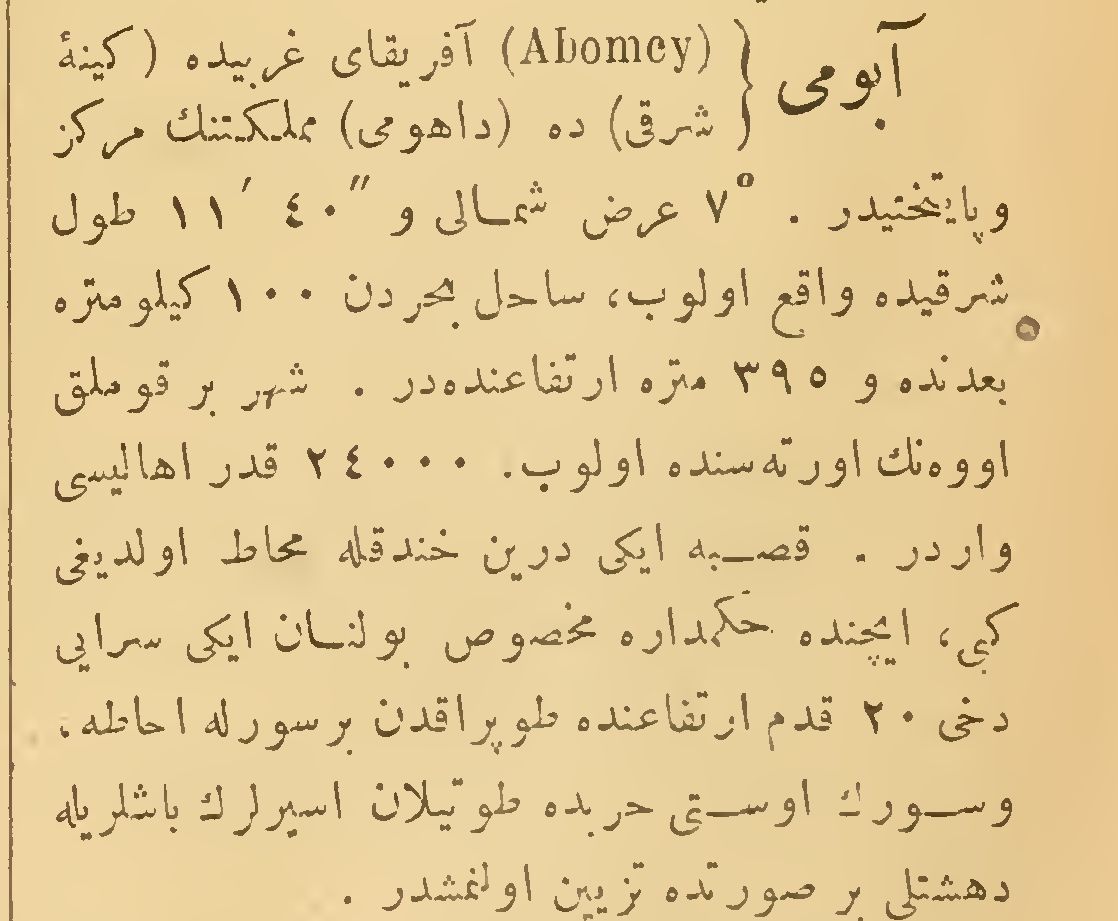 آبومی { (Abomey) آفریقای غربیده (کینۀ
شرقی) ده (داهومی) مملکتنك مرکز
وپایتختیدر . ۷° عرض شمالی و ″٤۰ ′۱۱ طول
شرقیده واقع اولوب، ساحل بحردن ۱۰۰ کیلومتره
بعدنده و ۳۹۵ متره ارتفاعنده‌در . شهر بر قوملق
اووه‌نك اورته‌سنده اولوب. ۲٤۰۰۰ قدر اهالیسی
واردر . قصبه ایکی درین خندقله محاط اولدیغی
کبی، ایچنده حکمداره مخصوص بولنان ایکی سرایی
دخی ۲۰ قدم ارتفاعنده طوپراقدن برسورله احاطه.
وسورك اوستی حربده طوتیلان اسیرلرك باشلریله
دهشتلی بر صورتده تزیین اولنمشدر .